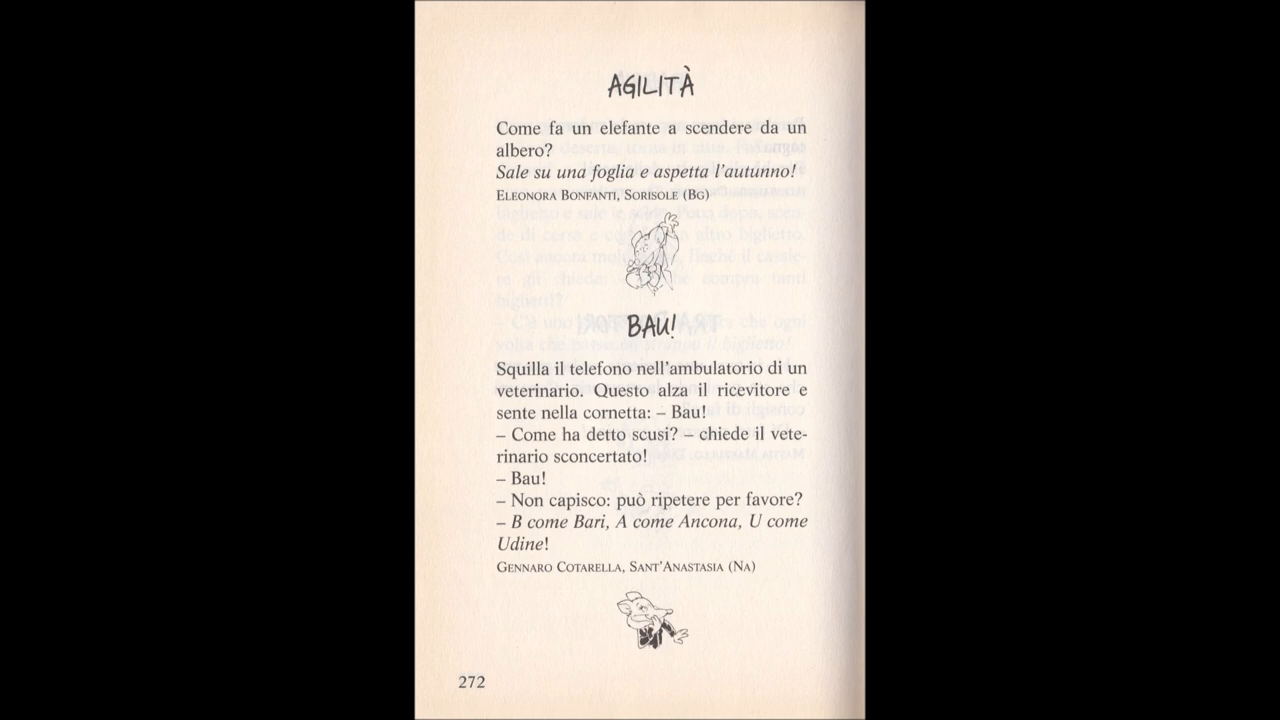 AGILITÀ
Come fa un elefante a scendere da un
albero?
Sale su una foglia e aspetta l'autunno!
ELEONORA BONFANTI, SORISOLE (BG)
BAU!
Squilla il telefono nell'ambulatorio di un
veterinario. Questo alza il ricevitore e
sente nella cornetta: – Bau!
– Come ha detto scusi? – chiede il vete-
rinario sconcertato!
– Bau!
– Non capisco: può ripetere per favore?
– B come Bari, A come Ancona, U come
Udine!
GENNARO COTARELLA, SANT'ANASTASIA (NA)
272